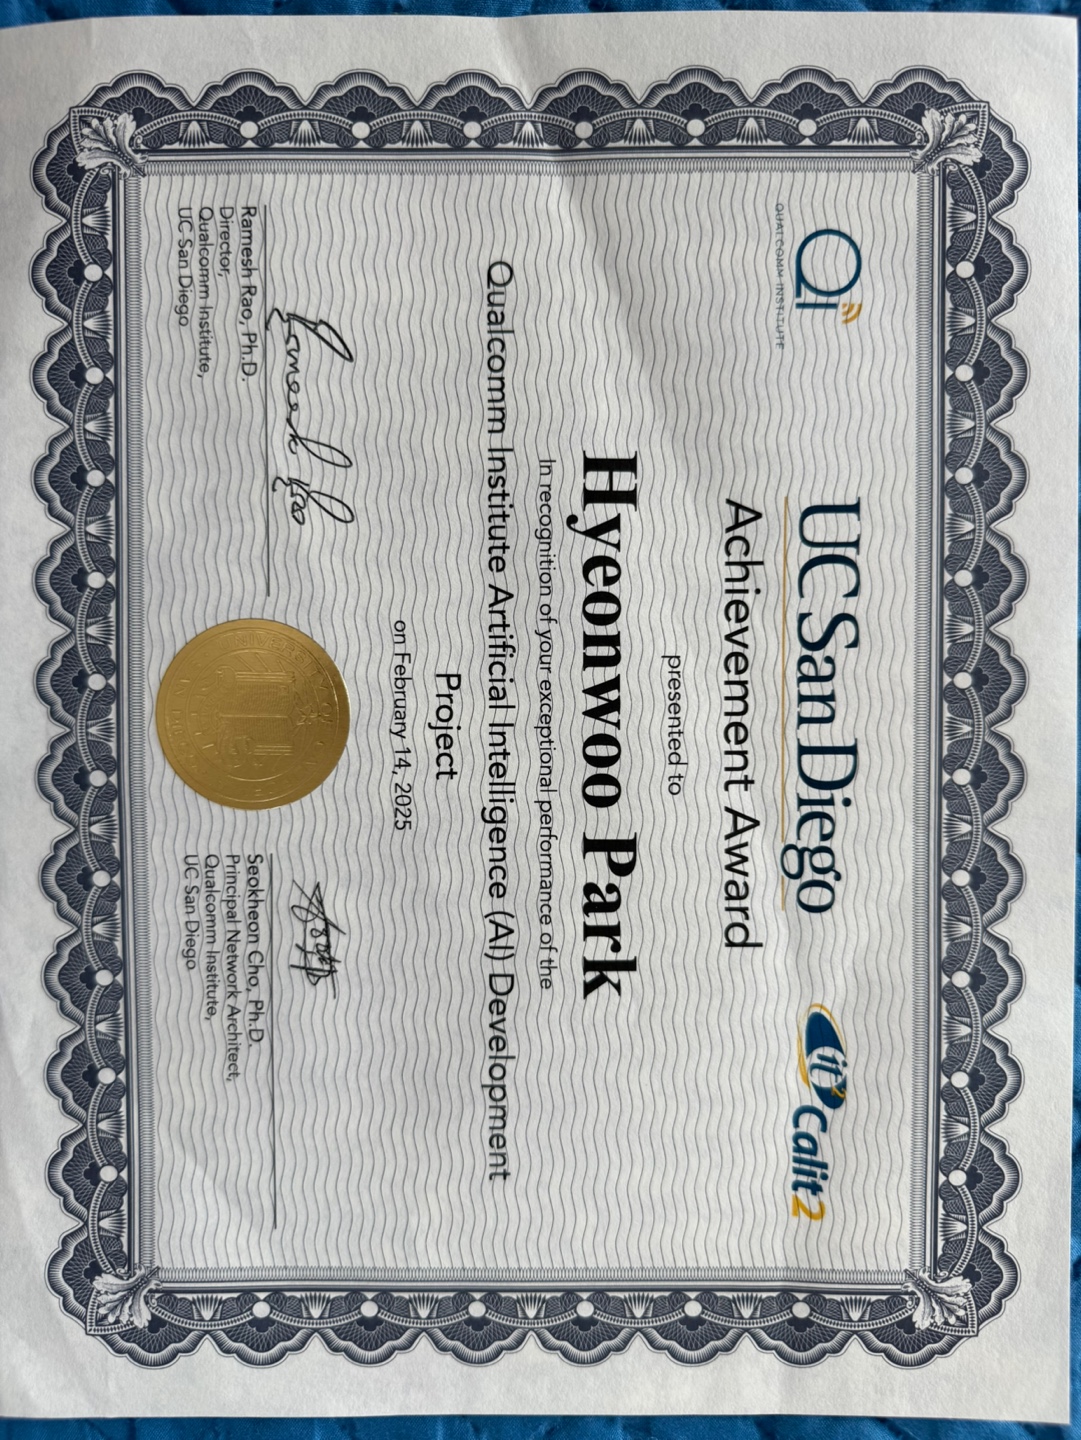 Qi
QUALCOMM INSTITUTE
UC San Diego
it2 Calit2
Achievement Award
presented to
Hyeonwoo Park
In recognition of your exceptional performance of the
Qualcomm Institute Artificial Intelligence (AI) Development
Project
on February 14, 2025
Ramesh Rao
Ramesh Rao, Ph.D.
Director,
Qualcomm Institute,
UC San Diego
Seokheon Cho, Ph.D.
Principal Network Architect,
Qualcomm Institute,
UC San Diego